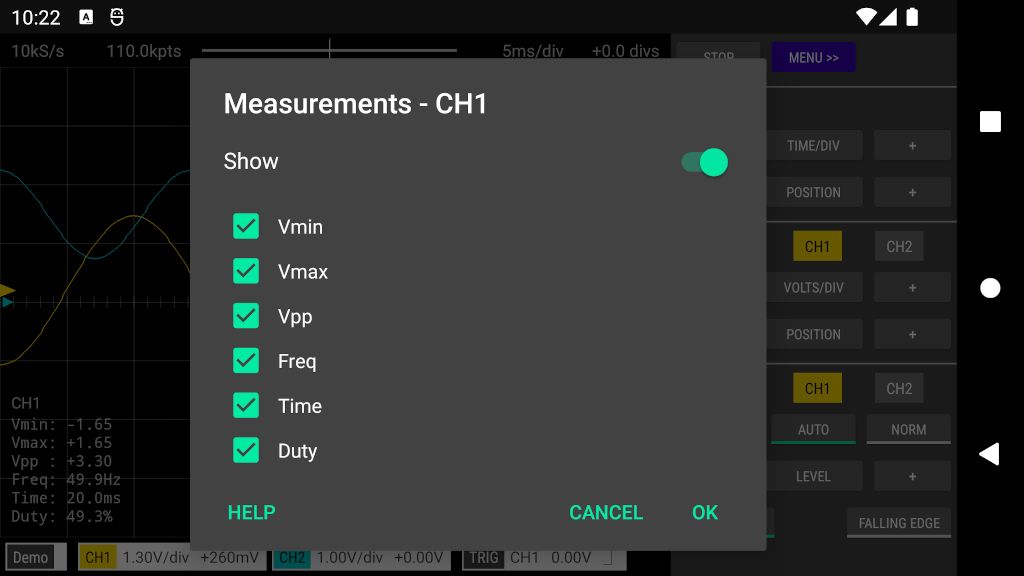 10:22 A
10kS/s 110.0kpts 5ms/div +0.0 divs STOP MENU >>
Measurements - CH1
Show
TIME/DIV +
POSITION +
Vmin
CH1 CH2
Vmax
VOLTS/DIV +
Vpp
POSITION +
Freq
CH1 CH2
Time
AUTO NORM
Duty
LEVEL +
CH1
Vmin: -1.65
Vmax: +1.65
Vpp : +3.30
Freq: 49.9Hz
Time: 20.0ms
Duty: 49.3%
HELP CANCEL OK
FALLING EDGE
Demo CH1 1.30V/div +260mV CH2 1.00V/div +0.00V TRIG CH1 0.00V